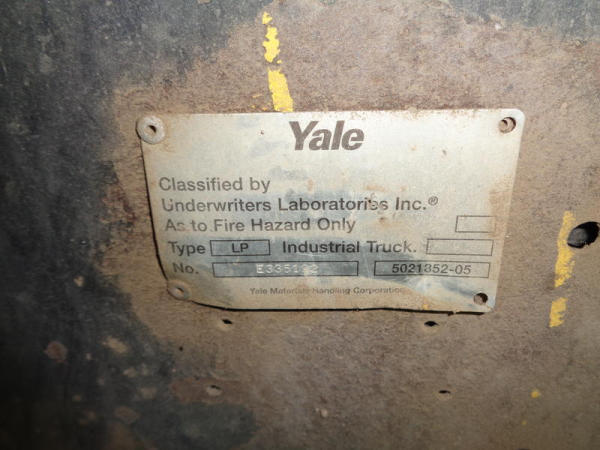 Yale
Classified by
Underwriters Laboratories Inc.®
As to Fire Hazard Only
Type LP Industrial Truck.
No. 5021352-05
Yale Materials Handling Corporation